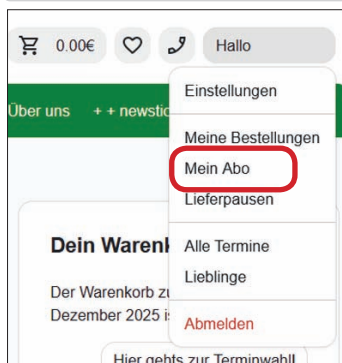 0.00€ Hallo
Einstellungen
Über uns + + newstic
Meine Bestellungen
Mein Abo
Lieferpausen
Dein Warenk
Alle Termine
Lieblinge
Der Warenkorb zu
Dezember 2025 is
Abmelden
Hier gehts zur Terminwahl!